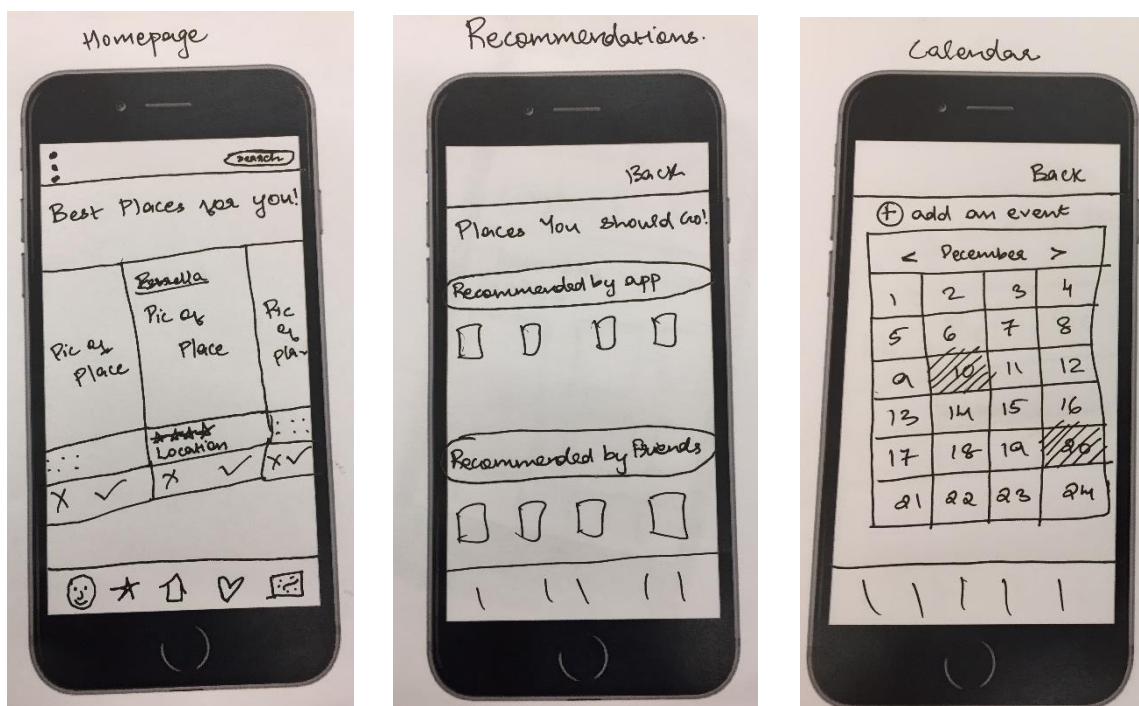 Homepage
search
Best Places for you!
Pic of
Place
Pic of
Place
Location
X ✓
X ✓
Pic
of
Pla-
X ✓
Recommendations.
Back
Places You should Go!
Recommended by app
Recommended by Friends
Calendar
Back
+ add an event
< December >
1 2 3 4
5 6 7 8
9 10 11 12
13 14 15 16
17 18 19 20
21 22 23 24